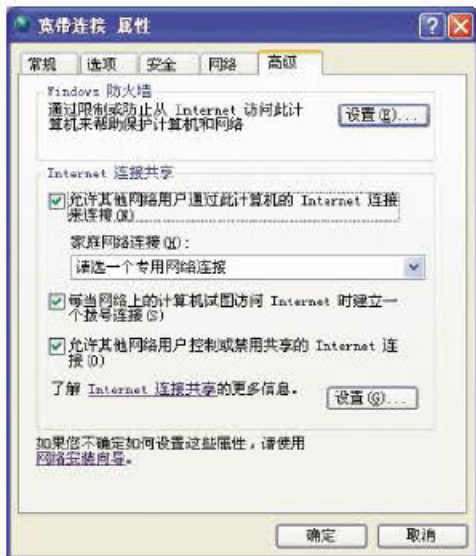 宽带连接 属性
常规 选项 安全 网络 高级
Windows 防火墙
通过限制或防止从 Internet 访问此计
算机来帮助保护计算机和网络
设置(E)...
Internet 连接共享
允许其他网络用户通过此计算机的 Internet 连接
来连接(N)
家庭网络连接(H):
请选一个专用网络连接
每当网络上的计算机试图访问 Internet 时建立一
个拨号连接(S)
允许其他网络用户控制或禁用共享的 Internet 连
接(O)
了解 Internet 连接共享的更多信息。
设置(G)...
如果您不确定如何设置这些属性，请使用
网络安装向导。
确定 取消